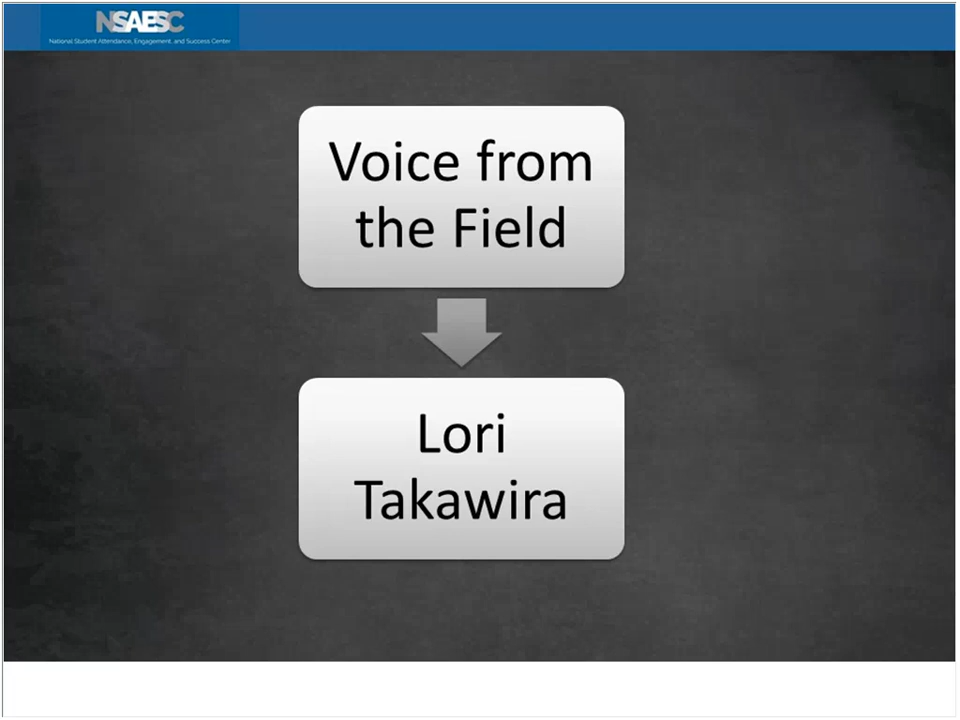 NSAESC
National Student Attendance, Engagement, and Success Center
Voice from
the Field
Lori
Takawira